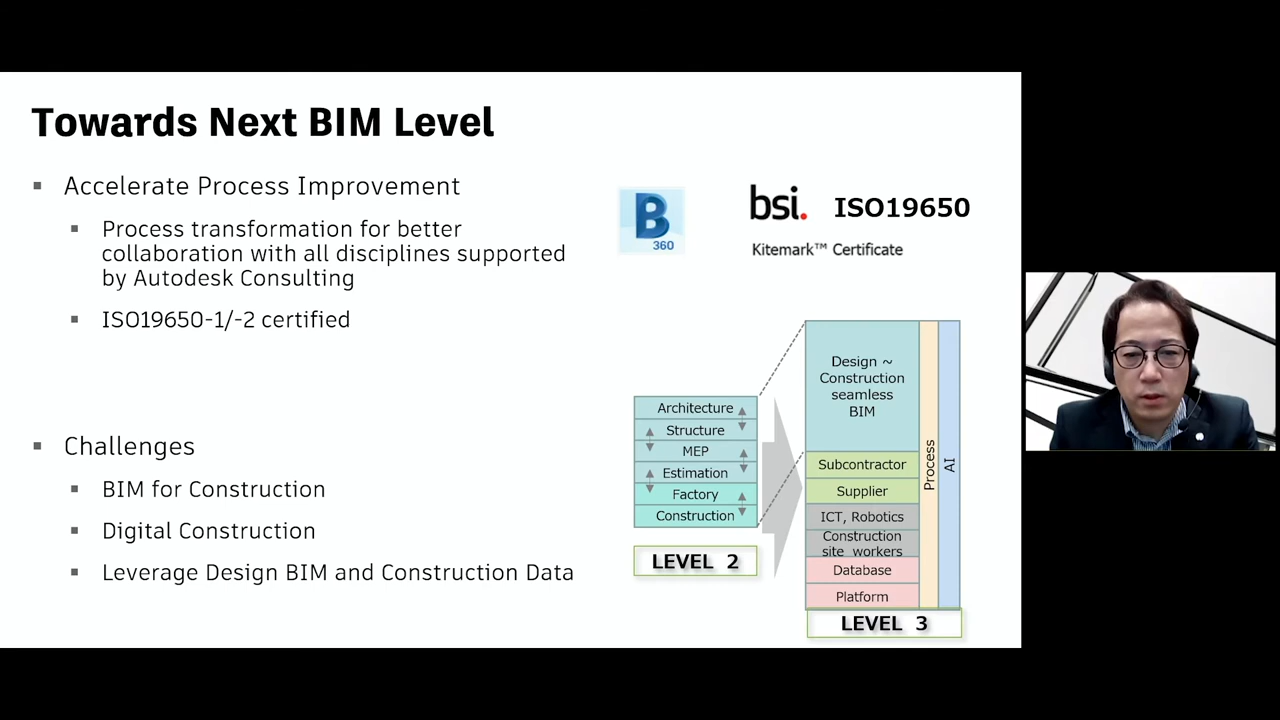 Towards Next BIM Level
▪ Accelerate Process Improvement
▪ Process transformation for better
collaboration with all disciplines supported
by Autodesk Consulting
▪ ISO19650-1/-2 certified
▪ Challenges
▪ BIM for Construction
▪ Digital Construction
▪ Leverage Design BIM and Construction Data
B
360
bsi. ISO19650
Kitemark™ Certificate
Architecture
Structure
MEP
Estimation
Factory
Construction
LEVEL 2
Design ~
Construction
seamless
BIM
Subcontractor
Supplier
ICT, Robotics
Construction
site workers
Database
Platform
Process
AI
LEVEL 3